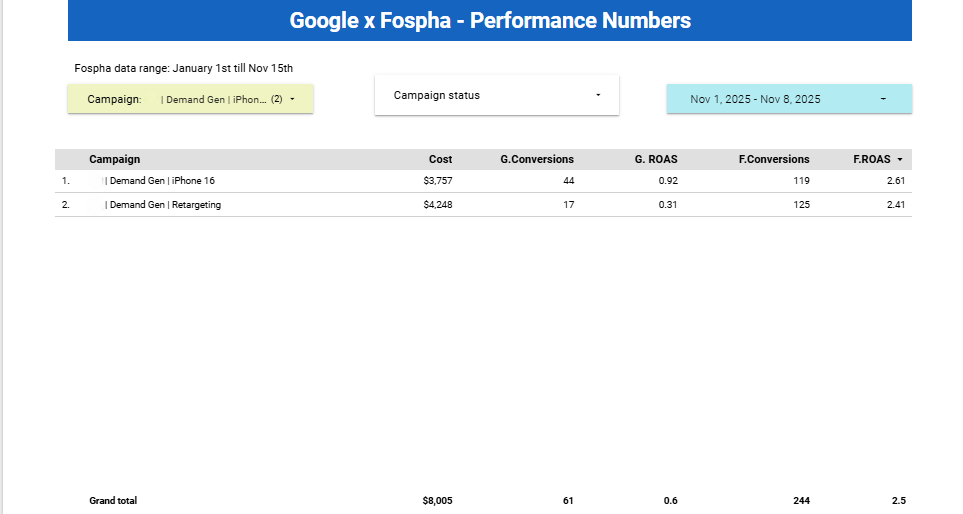 Google x Fospha - Performance Numbers
Fospha data range: January 1st till Nov 15th
Campaign: | Demand Gen | iPhon... (2)
Campaign status
Nov 1, 2025 - Nov 8, 2025
Campaign Cost G.Conversions G. ROAS F.Conversions F.ROAS
1. | Demand Gen | iPhone 16 $3,757 44 0.92 119 2.61
2. | Demand Gen | Retargeting $4,248 17 0.31 125 2.41
Grand total $8,005 61 0.6 244 2.5